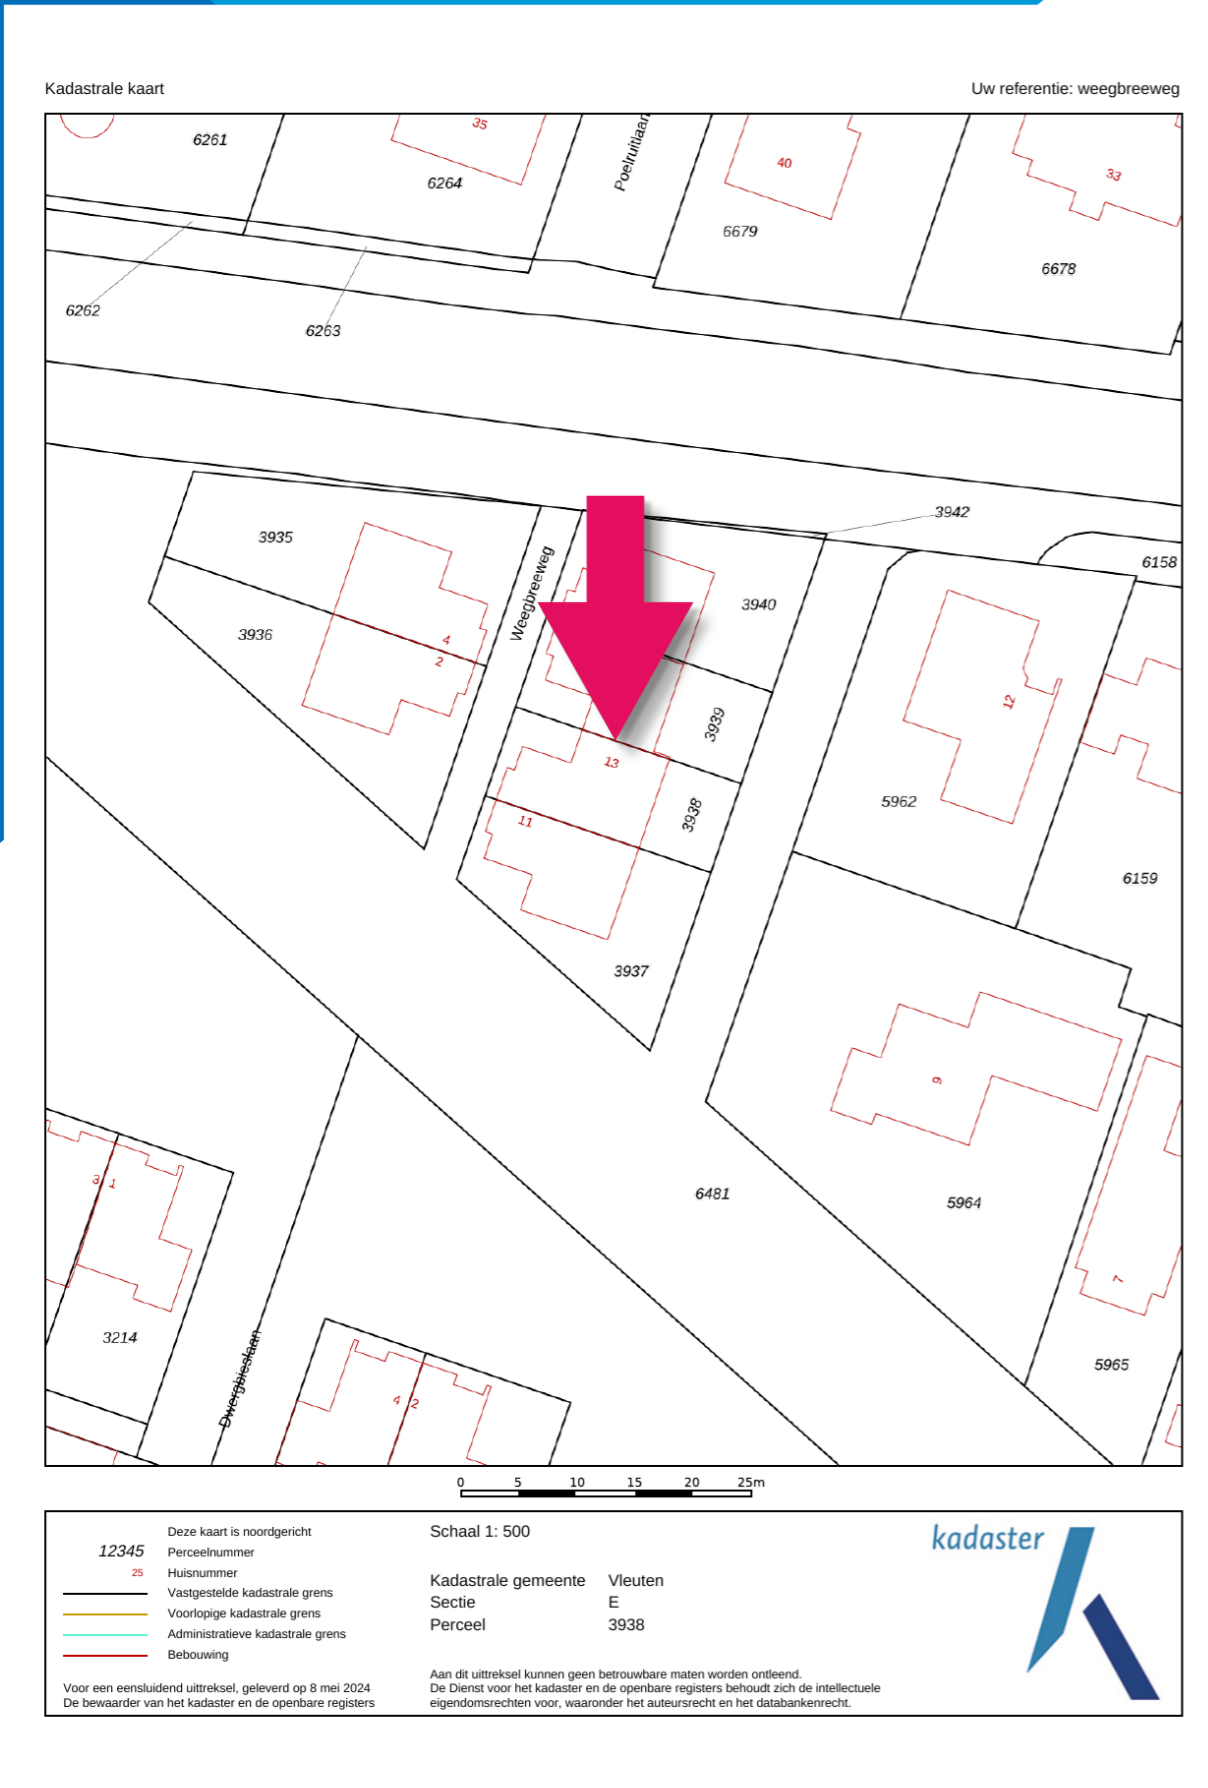 Kadastrale kaart
Uw referentie: weegbreeweg
6261
35
6264
Poelruitlaan
40
6679
33
6678
6262
6263
3942
3935
Weegbreeweg
6158
3940
3936
4
2
12
3939
13
5962
3938
11
6159
3937
9
3 1
6481
5964
7
3214
5965
Dwergbieslaan
4 2
0 5 10 15 20 25m
Deze kaart is noordgericht
12345 Perceelnummer
25 Huisnummer
Vastgestelde kadastrale grens
Voorlopige kadastrale grens
Administratieve kadastrale grens
Bebouwing
Voor een eensluidend uittreksel, geleverd op 8 mei 2024
De bewaarder van het kadaster en de openbare registers
Schaal 1: 500
Kadastrale gemeente Vleuten
Sectie E
Perceel 3938
Aan dit uittreksel kunnen geen betrouwbare maten worden ontleend.
De Dienst voor het kadaster en de openbare registers behoudt zich de intellectuele
eigendomsrechten voor, waaronder het auteursrecht en het databankenrecht.
kadaster